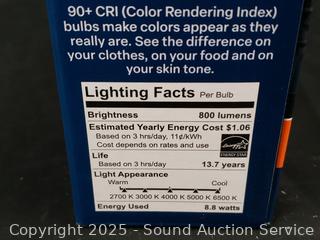 90+ CRI (Color Rendering Index)
bulbs make colors appear as they
really are. See the difference on
your clothes, on your food and on
your skin tone.
Lighting Facts Per Bulb
Brightness 800 lumens
Estimated Yearly Energy Cost $1.06
Based on 3 hrs/day, 11¢/kWh
Cost depends on rates and use
ENERGY STAR
Life
Based on 3 hrs/day 13.7 years
Light Appearance
Warm Cool
2700 K 3000 K 4000 K 5000 K 6500 K
Energy Used 8.8 watts
Copyright 2025 - Sound Auction Service